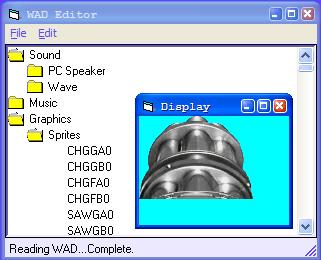 WAD Editor
File Edit
Sound
PC Speaker
Wave
Music
Graphics
Sprites
CHGGA0
CHGGB0
CHGFA0
CHGFB0
SAWGA0
SAWGB0
Display
Reading WAD...Complete.